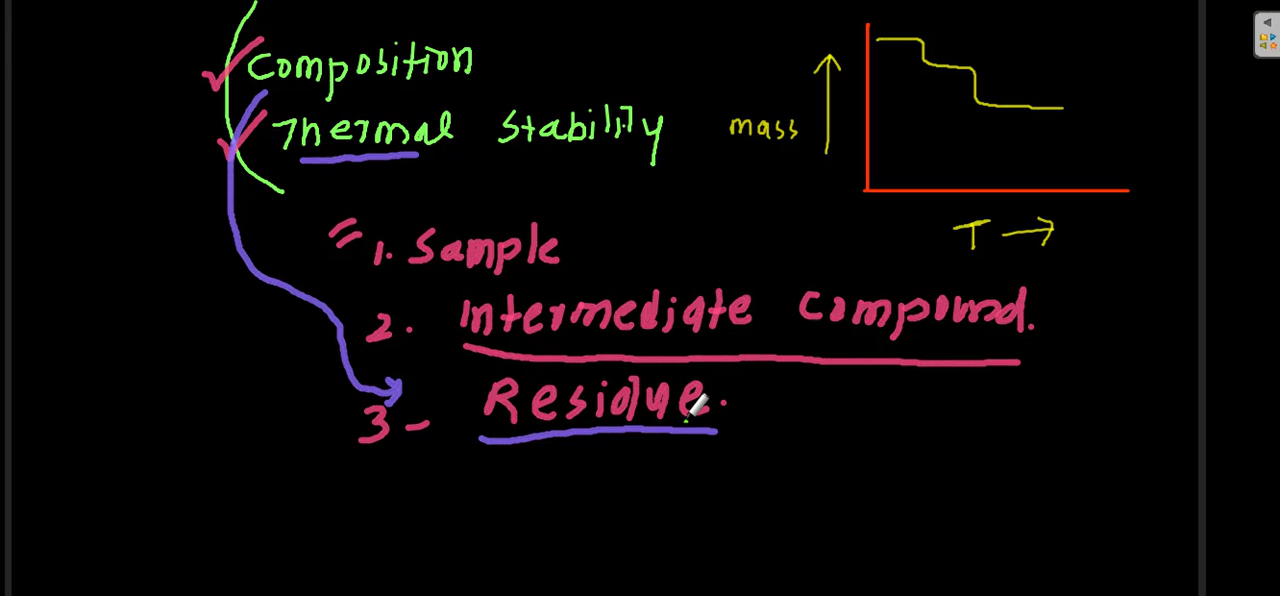 Composition
Thermal stability
mass
T
1. Sample
2. Intermediate compound.
3- Residue.